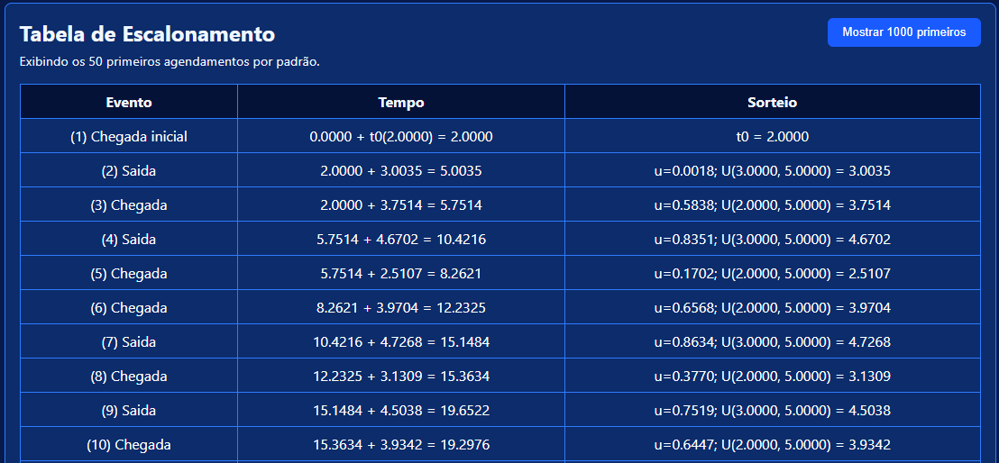 Tabela de Escalonamento
Mostrar 1000 primeiros
Exibindo os 50 primeiros agendamentos por padrão.
Evento Tempo Sorteio
(1) Chegada inicial 0.0000 + t0(2.0000) = 2.0000 t0 = 2.0000
(2) Saida 2.0000 + 3.0035 = 5.0035 u=0.0018; U(3.0000, 5.0000) = 3.0035
(3) Chegada 2.0000 + 3.7514 = 5.7514 u=0.5838; U(2.0000, 5.0000) = 3.7514
(4) Saida 5.7514 + 4.6702 = 10.4216 u=0.8351; U(3.0000, 5.0000) = 4.6702
(5) Chegada 5.7514 + 2.5107 = 8.2621 u=0.1702; U(2.0000, 5.0000) = 2.5107
(6) Chegada 8.2621 + 3.9704 = 12.2325 u=0.6568; U(2.0000, 5.0000) = 3.9704
(7) Saida 10.4216 + 4.7268 = 15.1484 u=0.8634; U(3.0000, 5.0000) = 4.7268
(8) Chegada 12.2325 + 3.1309 = 15.3634 u=0.3770; U(2.0000, 5.0000) = 3.1309
(9) Saida 15.1484 + 4.5038 = 19.6522 u=0.7519; U(3.0000, 5.0000) = 4.5038
(10) Chegada 15.3634 + 3.9342 = 19.2976 u=0.6447; U(2.0000, 5.0000) = 3.9342